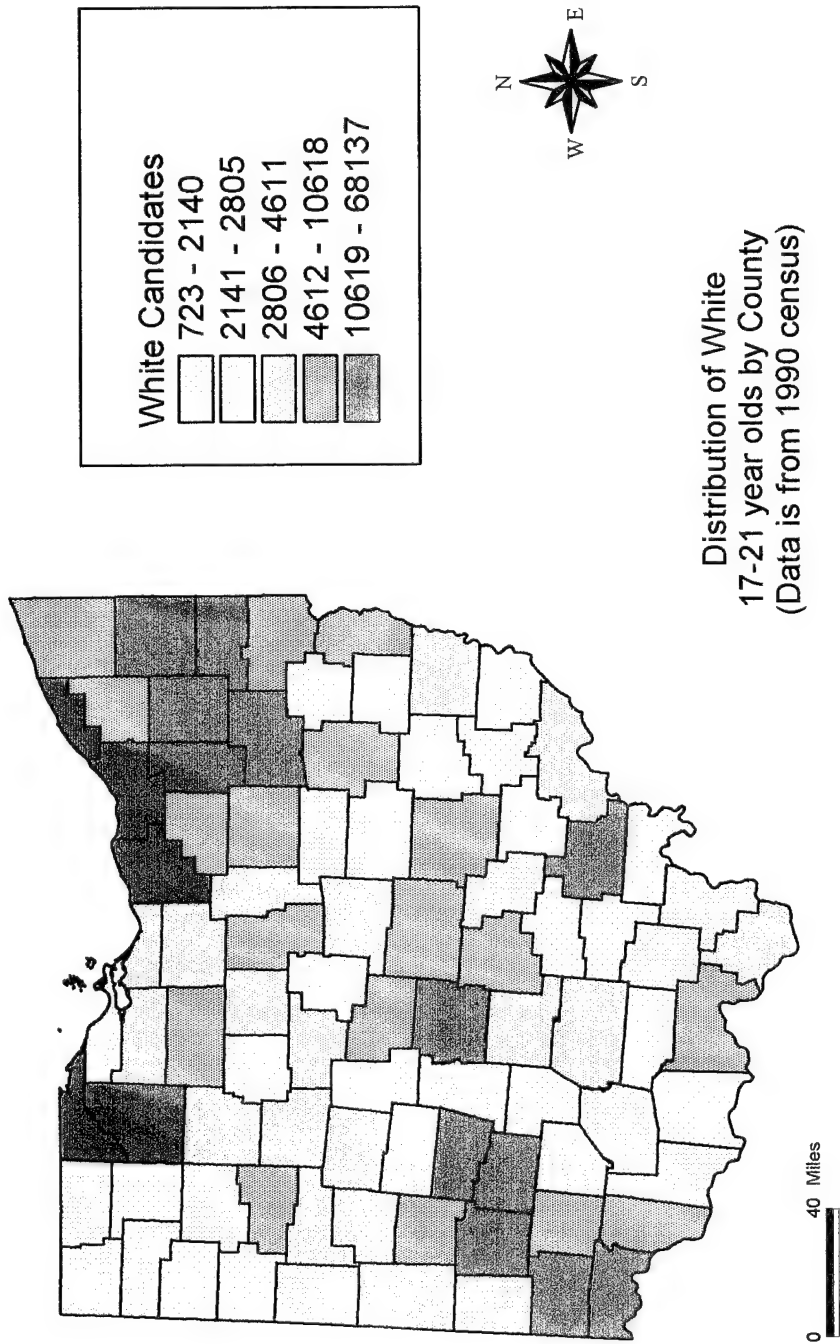 White Candidates
723 - 2140
2141 - 2805
2806 - 4611
4612 - 10618
10619 - 68137
N
W
E
S
Distribution of White
17-21 year olds by County
(Data is from 1990 census)
0
40 Miles